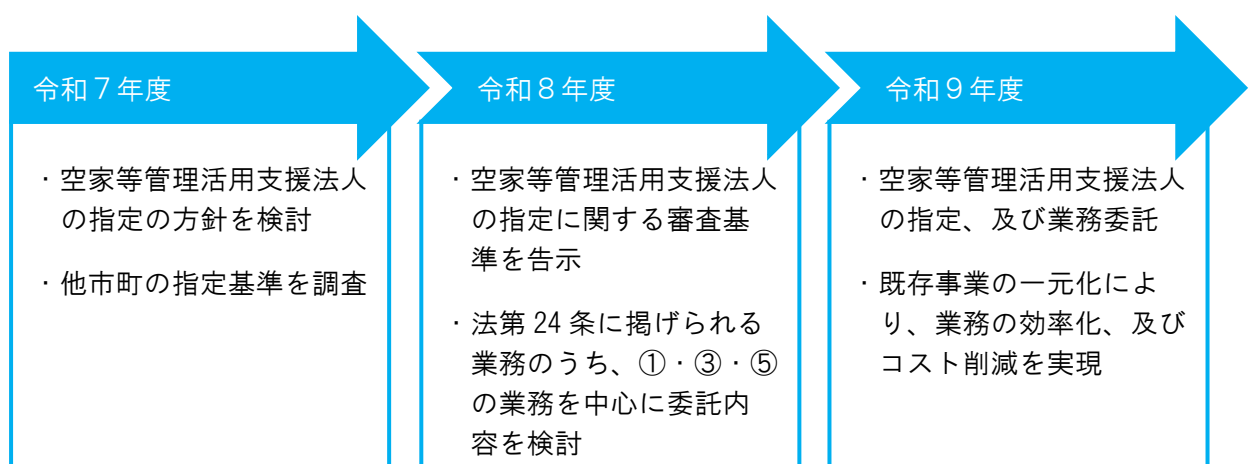 令和７年度
・空家等管理活用支援法人
の指定の方針を検討
・他市町の指定基準を調査
令和８年度
・空家等管理活用支援法人
の指定に関する審査基
準を告示
・法第 24 条に掲げられる
業務のうち、①・③・⑤
の業務を中心に委託内
容を検討
令和９年度
・空家等管理活用支援法人
の指定、及び業務委託
・既存事業の一元化によ
り、業務の効率化、及び
コスト削減を実現